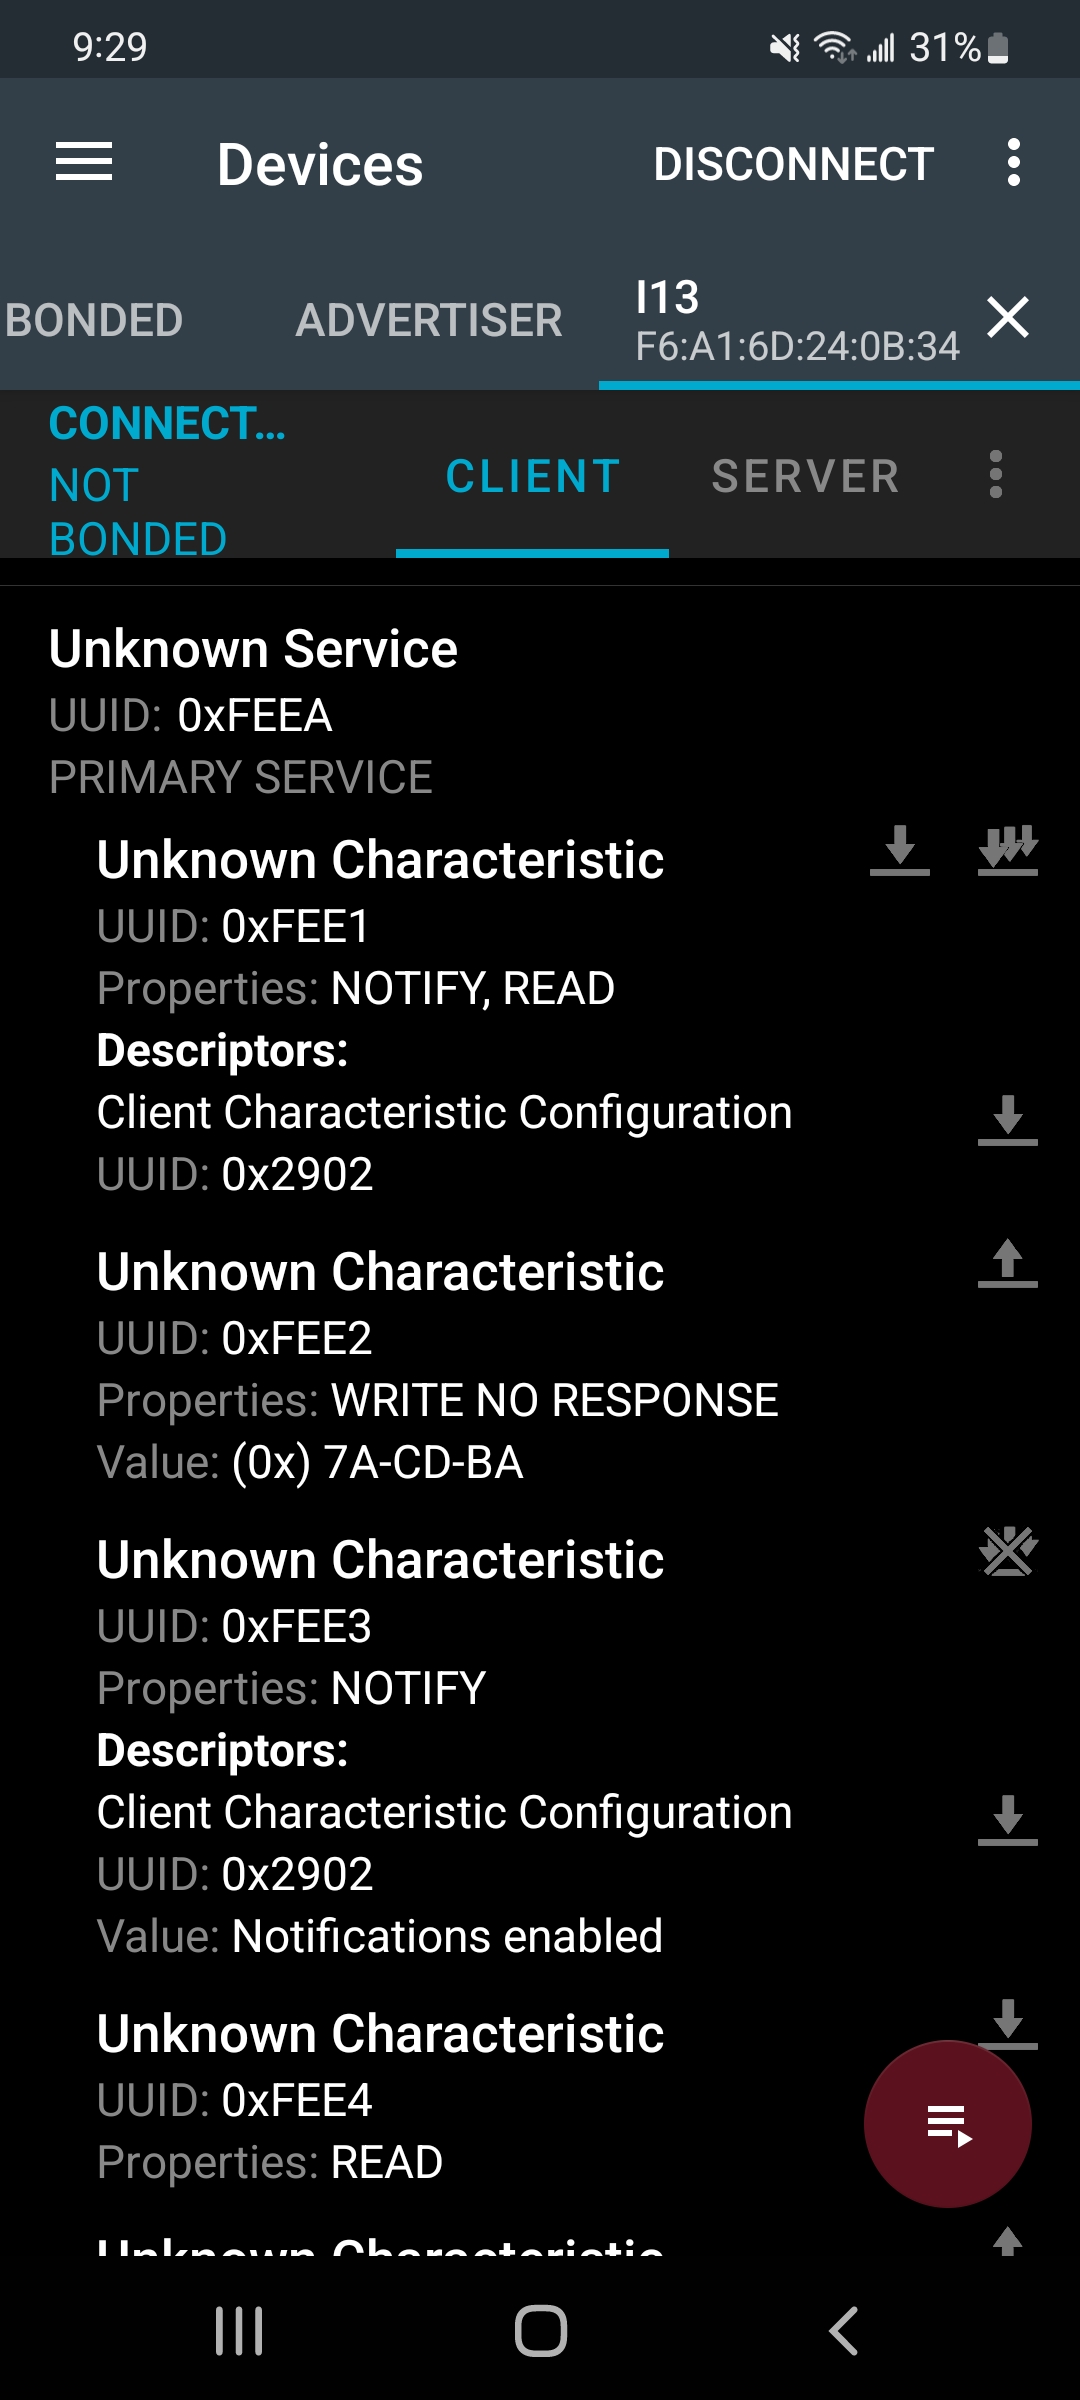 9:29
31%
Devices
DISCONNECT
BONDED
ADVERTISER
I13
F6:A1:6D:24:0B:34
CONNECT...
NOT
BONDED
CLIENT
SERVER
Unknown Service
UUID: 0xFEEA
PRIMARY SERVICE
Unknown Characteristic
UUID: 0xFEE1
Properties: NOTIFY, READ
Descriptors:
Client Characteristic Configuration
UUID: 0x2902
Unknown Characteristic
UUID: 0xFEE2
Properties: WRITE NO RESPONSE
Value: (0x) 7A-CD-BA
Unknown Characteristic
UUID: 0xFEE3
Properties: NOTIFY
Descriptors:
Client Characteristic Configuration
UUID: 0x2902
Value: Notifications enabled
Unknown Characteristic
UUID: 0xFEE4
Properties: READ
Unknown Characteristic